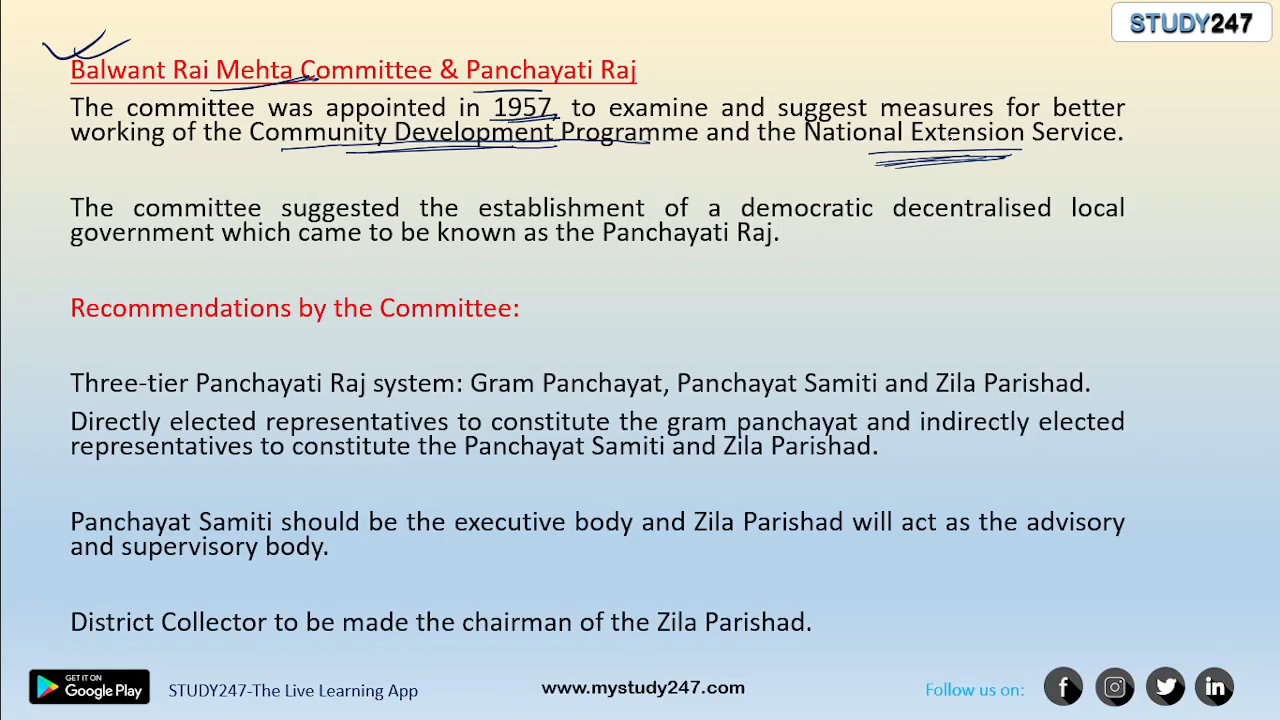 STUDY247
Balwant Rai Mehta Committee & Panchayati Raj
The committee was appointed in 1957, to examine and suggest measures for better
working of the Community Development Programme and the National Extension Service.
The committee suggested the establishment of a democratic decentralised local
government which came to be known as the Panchayati Raj.
Recommendations by the Committee:
Three-tier Panchayati Raj system: Gram Panchayat, Panchayat Samiti and Zila Parishad.
Directly elected representatives to constitute the gram panchayat and indirectly elected
representatives to constitute the Panchayat Samiti and Zila Parishad.
Panchayat Samiti should be the executive body and Zila Parishad will act as the advisory
and supervisory body.
District Collector to be made the chairman of the Zila Parishad.
GET IT ON
Google Play
STUDY247-The Live Learning App
www.mystudy247.com
Follow us on: